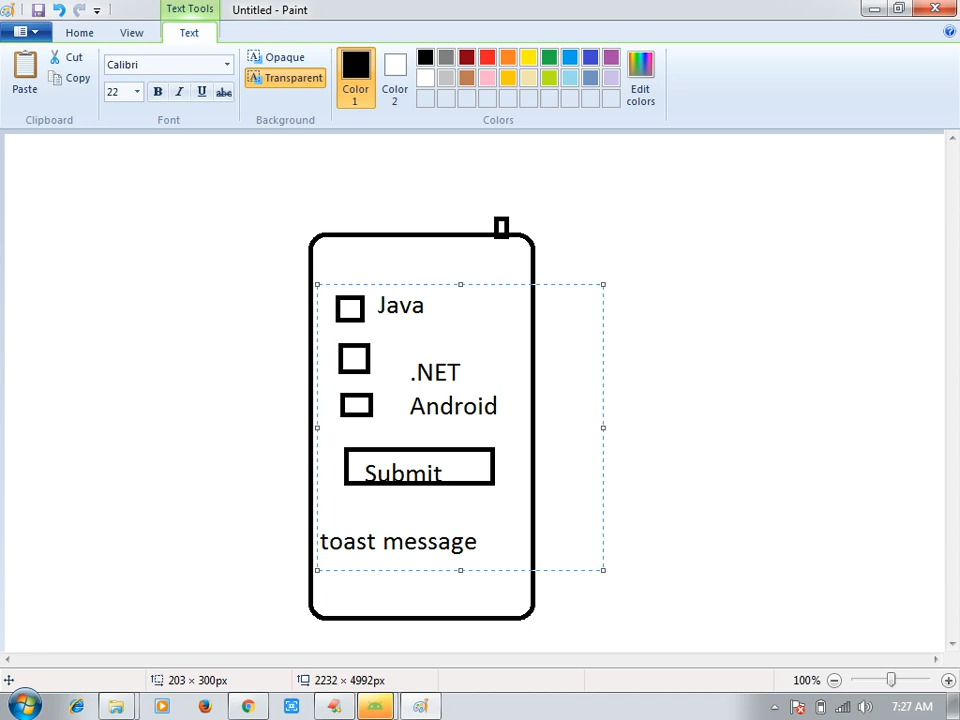 Text Tools
Untitled - Paint
Home
View
Text
Paste
Cut
Copy
Clipboard
Calibri
22
B I U abc
Font
Opaque
Transparent
Background
Color 1
Color 2
Edit colors
Colors
Java
.NET
Android
Submit
toast message
203 × 300px
2232 × 4992px
100%
7:27 AM